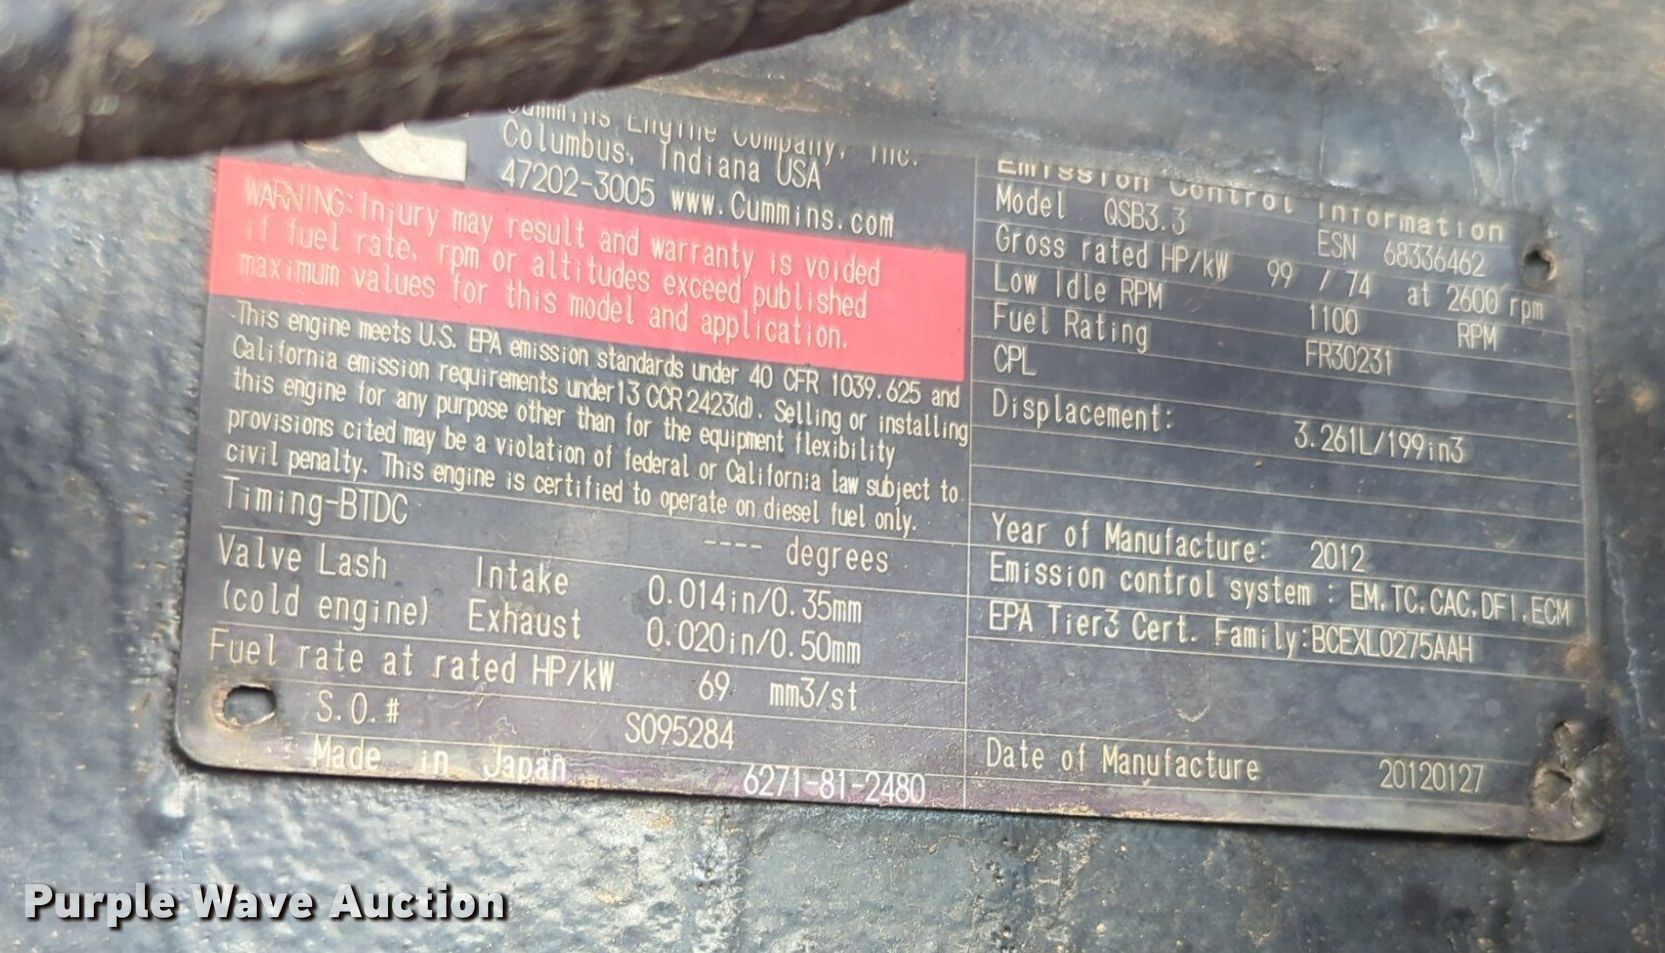 Cummins Engine Company, Inc.
Columbus, Indiana USA
47202-3005 www.Cummins.com
WARNING: Injury may result and warranty is voided
if fuel rate, rpm or altitudes exceed published
maximum values for this model and application.
This engine meets U.S. EPA emission standards under 40 CFR 1039.625 and
California emission requirements under 13 CCR 2423(d). Selling or installing
this engine for any purpose other than for the equipment flexibility
provisions cited may be a violation of federal or California law subject to
civil penalty. This engine is certified to operate on diesel fuel only.
Timing-BTDC ---- degrees
Valve Lash Intake 0.014in/0.35mm
(cold engine) Exhaust 0.020in/0.50mm
Fuel rate at rated HP/kW 69 mm3/st
S.O.# SO95284
Made in Japan 6271-81-2480
Emission Control Information
Model QSB3.3 ESN 68336462
Gross rated HP/kW 99 / 74 at 2600 rpm
Low Idle RPM 1100 RPM
Fuel Rating FR30231
CPL
Displacement: 3.261L/199in3
Year of Manufacture: 2012
Emission control system : EM,TC,CAC,DFI,ECM
EPA Tier3 Cert. Family:BCEXL0275AAH
Date of Manufacture 20120127
Purple Wave Auction